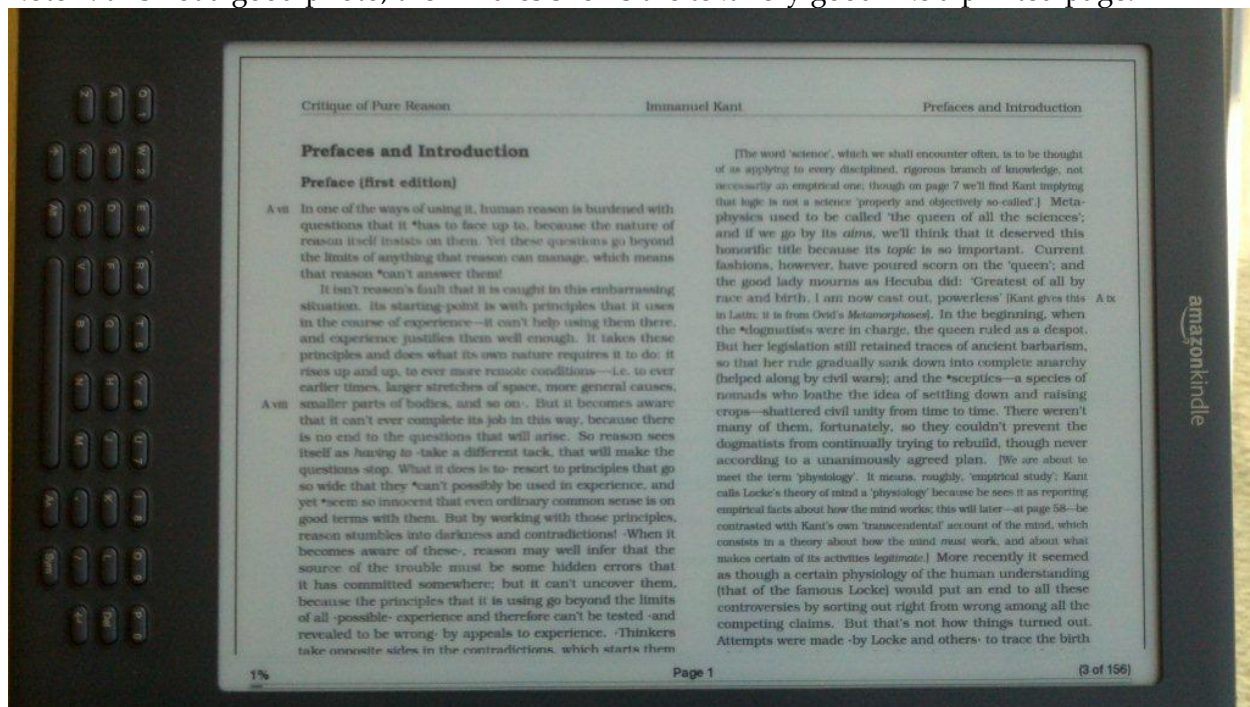 Critique of Pure Reason Immanuel Kant Prefaces and Introduction
Prefaces and Introduction
Preface (first edition)
A vii In one of the ways of using it, human reason is burdened with
questions that it •has to face up to, because the nature of
reason itself insists on them. Yet these questions go beyond
the limits of anything that reason can manage, which means
that reason •can't answer them!
It isn't reason's fault that it is caught in this embarrassing
situation. Its starting-point is with principles that it uses
in the course of experience—it can't help using them there,
and experience justifies them well enough. It takes these
principles and does what its own nature requires it to do: it
rises up and up, to ever more remote conditions—i.e. to ever
earlier times, larger stretches of space, more general causes,
A viii smaller parts of bodies, and so on·. But it becomes aware
that it can't ever complete its job in this way, because there
is no end to the questions that will arise. So reason sees
itself as having to ·take a different tack, that will make the
questions stop. What it does is to· resort to principles that go
so wide that they •can't possibly be used in experience, and
yet •seem so innocent that even ordinary common sense is on
good terms with them. But by working with those principles,
reason stumbles into darkness and contradictions! ·When it
becomes aware of these·, reason may well infer that the
source of the trouble must be some hidden errors that
it has committed somewhere; but it can't uncover them,
because the principles that it is using go beyond the limits
of all ·possible· experience and therefore can't be tested ·and
revealed to be wrong· by appeals to experience. ·Thinkers
take opposite sides in the contradictions, which starts them
[The word 'science', which we shall encounter often, is to be thought
of as applying to every disciplined, rigorous branch of knowledge, not
necessarily an empirical one; though on page 7 we'll find Kant implying
that logic is not a science 'properly and objectively so-called'.] Meta-
physics used to be called 'the queen of all the sciences';
and if we go by its aims, we'll think that it deserved this
honorific title because its topic is so important. Current
fashions, however, have poured scorn on the 'queen'; and
the good lady mourns as Hecuba did: 'Greatest of all by
race and birth, I am now cast out, powerless' [Kant gives this A ix
in Latin; it is from Ovid's Metamorphoses]. In the beginning, when
the •dogmatists were in charge, the queen ruled as a despot.
But her legislation still retained traces of ancient barbarism,
so that her rule gradually sank down into complete anarchy
(helped along by civil wars); and the •sceptics—a species of
nomads who loathe the idea of settling down and raising
crops—shattered civil unity from time to time. There weren't
many of them, fortunately, so they couldn't prevent the
dogmatists from continually trying to rebuild, though never
according to a unanimously agreed plan. [We are about to
meet the term 'physiology'. It means, roughly, 'empirical study'; Kant
calls Locke's theory of mind a 'physiology' because he sees it as reporting
empirical facts about how the mind works; this will later—at page 58—be
contrasted with Kant's own 'transcendental' account of the mind, which
consists in a theory about how the mind must work, and about what
makes certain of its activities legitimate.] More recently it seemed
as though a certain physiology of the human understanding
(that of the famous Locke) would put an end to all these
controversies by sorting out right from wrong among all the
competing claims. But that's not how things turned out.
Attempts were made ·by Locke and others· to trace the birth
1% Page 1 (3 of 156)
amazonkindle